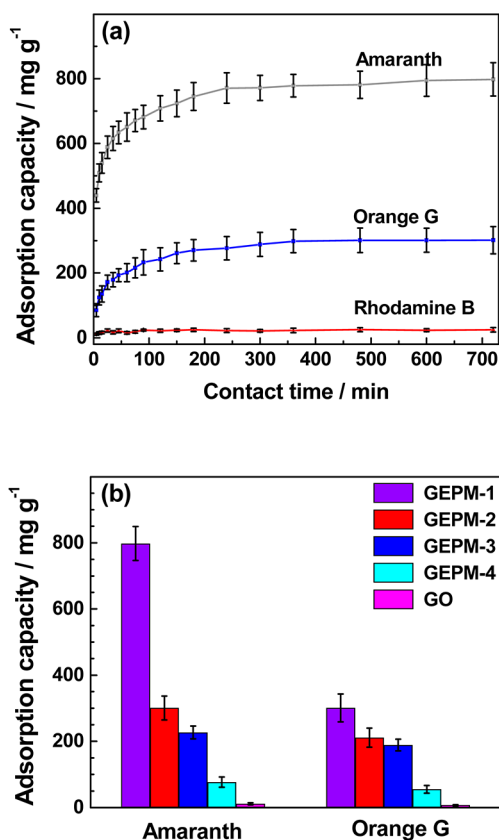 (a)
Amaranth
Orange G
Rhodamine B
Adsorption capacity / mg g⁻¹
800
600
400
200
0
0 100 200 300 400 500 600 700
Contact time / min
(b)
GEPM-1
GEPM-2
GEPM-3
GEPM-4
GO
Adsorption capacity / mg g⁻¹
800
600
400
200
0
Amaranth Orange G